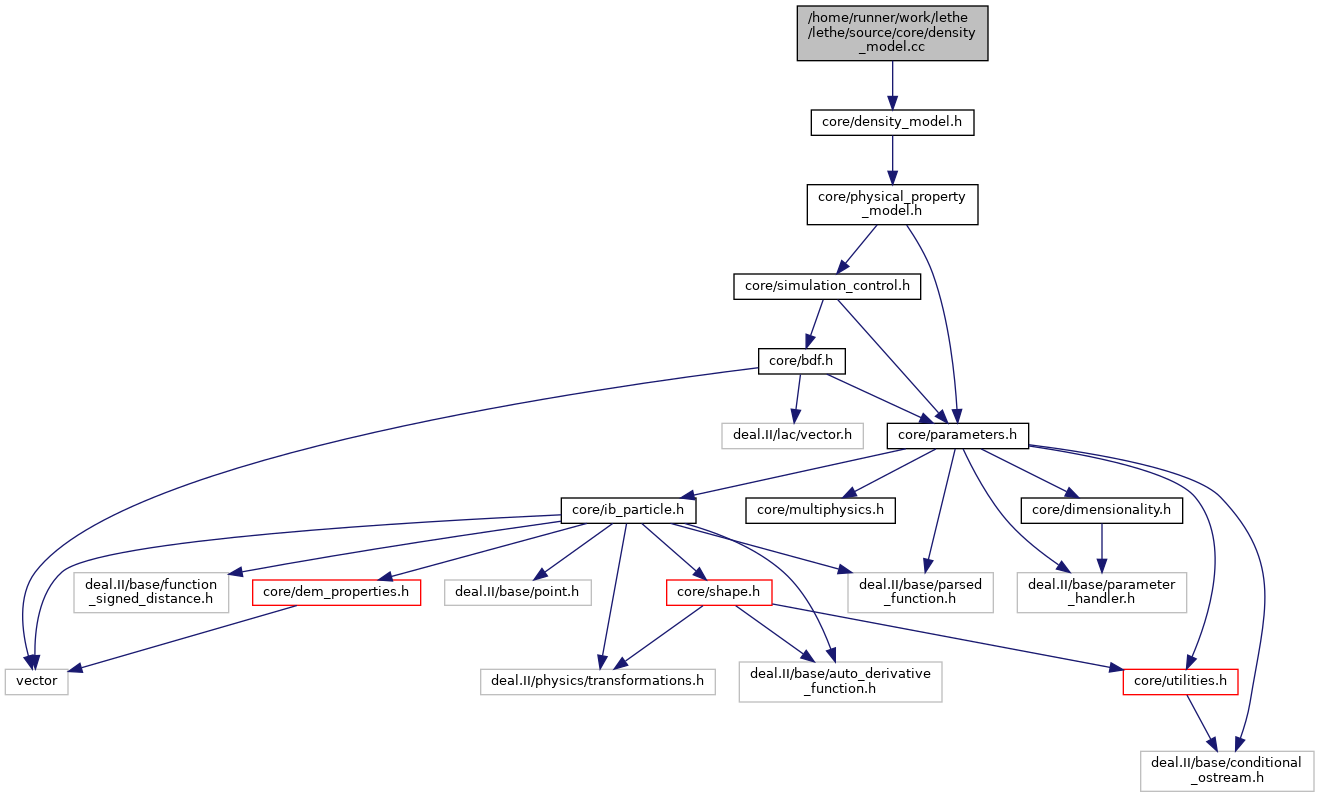 /home/runner/work/lethe
/lethe/source/core/density
_model.cc
core/density_model.h
core/physical_property
_model.h
core/simulation_control.h
core/bdf.h
deal.II/lac/vector.h
core/parameters.h
core/ib_particle.h
core/multiphysics.h
core/dimensionality.h
deal.II/base/function
_signed_distance.h
core/dem_properties.h
deal.II/base/point.h
core/shape.h
deal.II/base/parsed
_function.h
deal.II/base/parameter
_handler.h
vector
deal.II/physics/transformations.h
deal.II/base/auto_derivative
_function.h
core/utilities.h
deal.II/base/conditional
_ostream.h